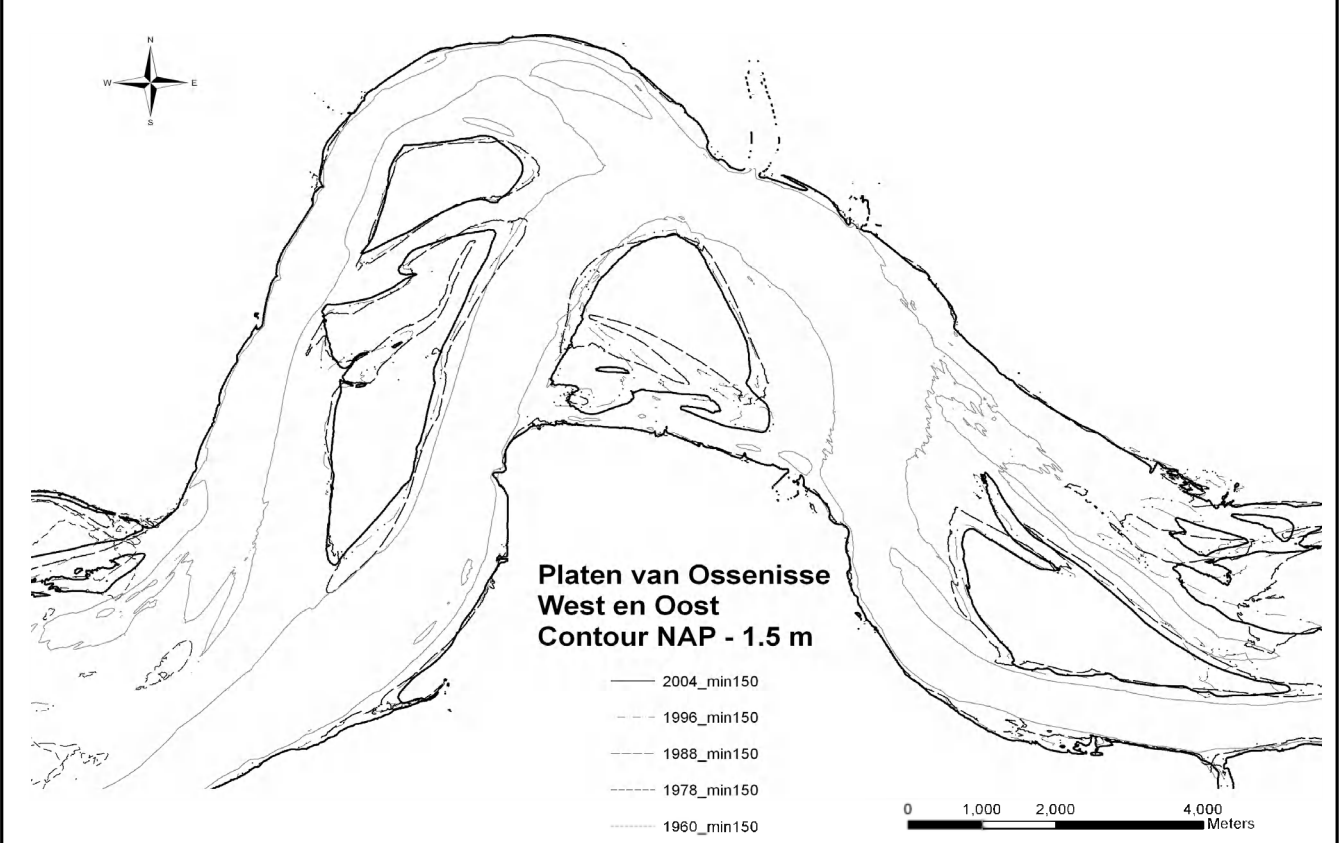 N
W E
S
Platen van Ossenisse
West en Oost
Contour NAP - 1.5 m
2004_min150
1996_min150
1988_min150
1978_min150
1960_min150
0 1,000 2,000 4,000
Meters